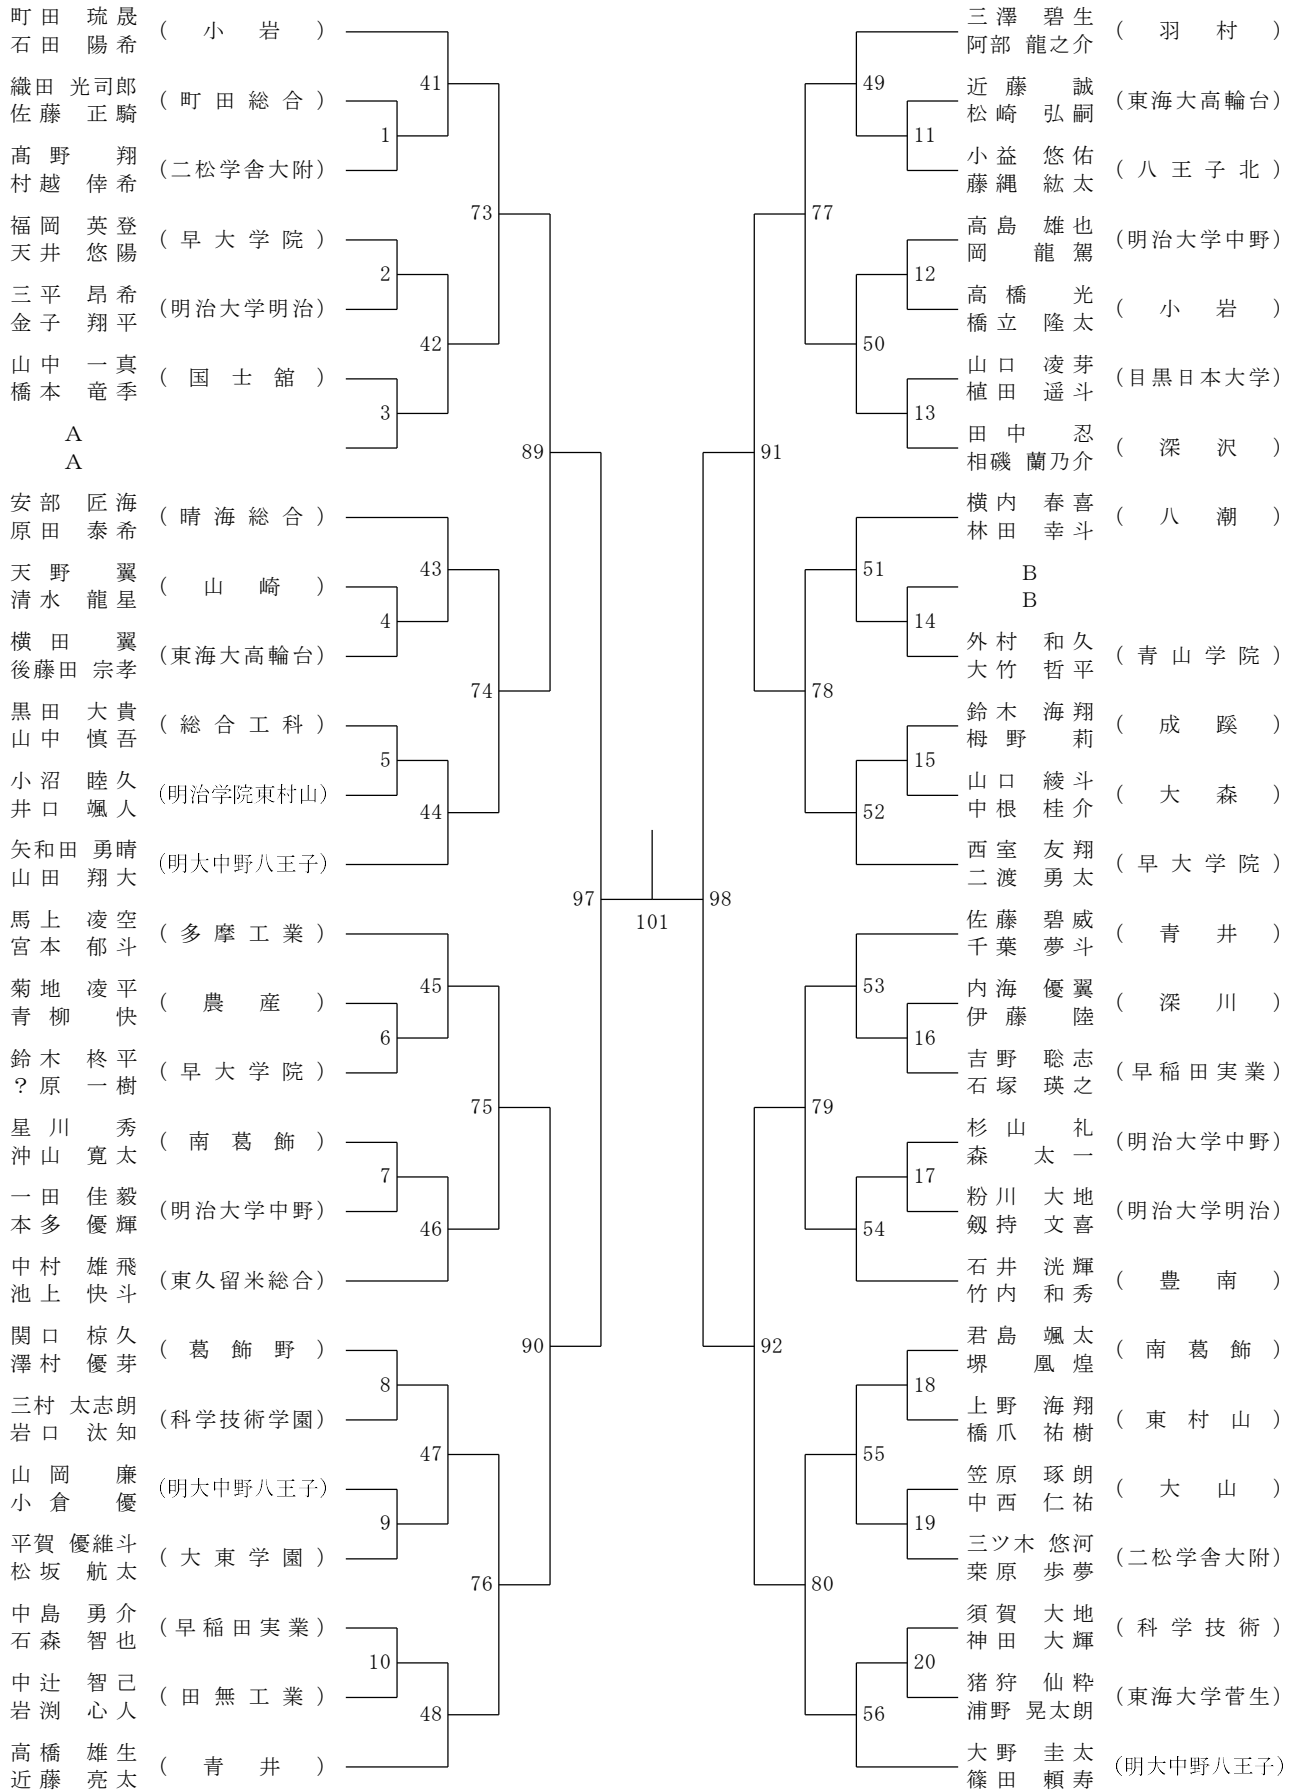 町田 琉晟
石田 陽希
(小岩)
織田 光司郎
佐藤 正騎
(町田総合)
髙野 翔
村越 倖希
(二松学舎大附)
福岡 英登
天井 悠陽
(早大学院)
三平 昂希
金子 翔平
(明治大学明治)
山中 一真
橋本 竜季
(国士舘)
A
A
安部 匠海
原田 泰希
(晴海総合)
天野 翼
清水 龍星
(山崎)
横田 翼
後藤田 宗孝
(東海大高輪台)
黒田 大貴
山中 慎吾
(総合工科)
小沼 睦久
井口 颯人
(明治学院東村山)
矢和田 勇晴
山田 翔大
(明大中野八王子)
馬上 凌空
宮本 郁斗
(多摩工業)
菊地 凌平
青柳 快
(農産)
鈴木 柊平
?原 一樹
(早大学院)
星川 秀
沖山 寛太
(南葛飾)
一田 佳毅
本多 優輝
(明治大学中野)
中村 雄飛
池上 快斗
(東久留米総合)
関口 椋久
澤村 優芽
(葛飾野)
三村 太志朗
岩口 汰知
(科学技術学園)
山岡 廉
小倉 優
(明大中野八王子)
平賀 優維斗
松坂 航太
(大東学園)
中島 勇介
石森 智也
(早稲田実業)
中辻 智己
岩渕 心人
(田無工業)
高橋 雄生
近藤 亮太
(青井)
41
1
73
2
42
3
89
43
4
74
5
44
97
45
6
75
7
46
90
8
47
9
76
10
48
101
98
49
11
77
12
50
13
91
51
14
78
15
52
53
16
79
17
54
92
18
55
19
80
20
56
三澤 碧生
阿部 龍之介
(羽村)
近藤 誠
松崎 弘嗣
(東海大高輪台)
小益 悠佑
藤縄 紘太
(八王子北)
高島 雄也
岡 龍駕
(明治大学中野)
高橋 光
橋立 隆太
(小岩)
山口 凌芽
植田 遥斗
(目黒日本大学)
田中 忍
相磯 蘭乃介
(深沢)
横内 春喜
林田 幸斗
(八潮)
B
B
外村 和久
大竹 哲平
(青山学院)
鈴木 海翔
栂野 莉
(成蹊)
山口 綾斗
中根 桂介
(大森)
西室 友翔
二渡 勇太
(早大学院)
佐藤 碧威
千葉 夢斗
(青井)
内海 優翼
伊藤 陸
(深川)
吉野 聡志
石塚 瑛之
(早稲田実業)
杉山 礼
森 太一
(明治大学中野)
粉川 大地
劔持 文喜
(明治大学明治)
石井 洸輝
竹内 和秀
(豊南)
君島 颯太
堺 凰煌
(南葛飾)
上野 海翔
橋爪 祐樹
(東村山)
笠原 琢朗
中西 仁祐
(大山)
三ツ木 悠河
桒原 歩夢
(二松学舎大附)
須賀 大地
神田 大輝
(科学技術)
猪狩 仙粋
浦野 晃太朗
(東海大学菅生)
大野 圭太
篠田 頼寿
(明大中野八王子)